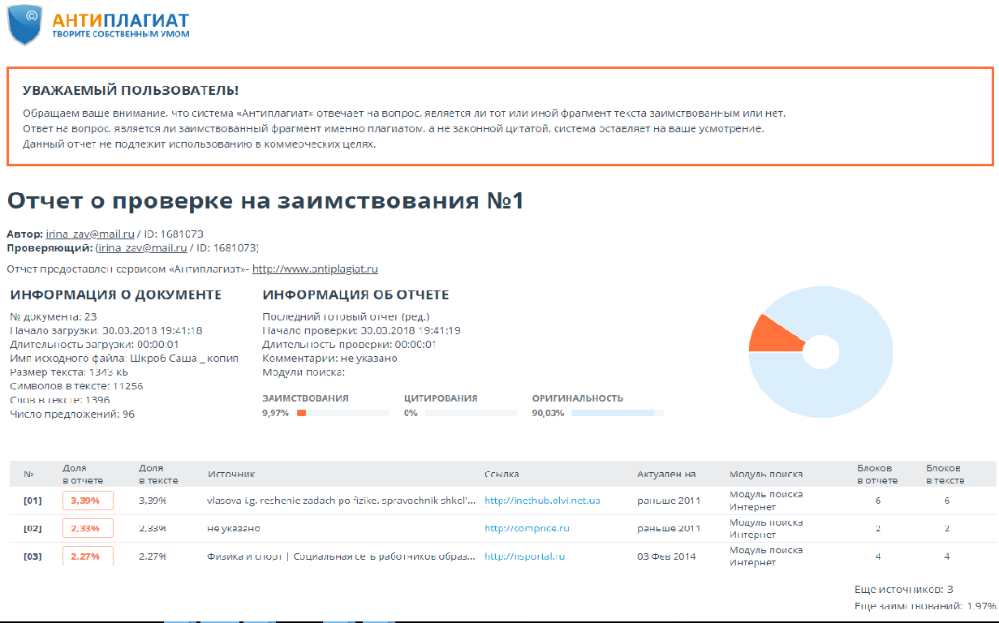 ©
АНТИПЛАГИАТ
ТВОРИТЕ СОБСТВЕННЫМ УМОМ
УВАЖАЕМЫЙ ПОЛЬЗОВАТЕЛЬ!
Обращаем ваше внимание, что система «Антиплагиат» отвечает на вопрос, является ли тот или иной фрагмент текста заимствованным или нет.
Ответ на вопрос, является ли заимствованный фрагмент именно плагиатом, а не законной цитатой, система оставляет на ваше усмотрение.
Данный отчет не подлежит использованию в коммерческих целях.
Отчет о проверке на заимствования №1
Автор: irina_zav@mail.ru / ID: 1681073
Проверяющий: (irina_zav@mail.ru / ID: 1681073)
Отчет предоставлен сервисом «Антиплагиат»- http://www.antiplagiat.ru
ИНФОРМАЦИЯ О ДОКУМЕНТЕ
№ документа: 23
Начало загрузки: 30.03.2018 19:41:18
Длительность загрузки: 00:00:01
Имя исходного файла: Шкроб Саша _ копия
Размер текста: 1343 кБ
Символов в тексте: 11256
Слов в тексте: 1396
Число предложений: 96
ИНФОРМАЦИЯ ОБ ОТЧЕТЕ
Последний готовый отчет (ред.)
Начало проверки: 30.03.2018 19:41:19
Длительность проверки: 00:00:01
Комментарии: не указано
Модули поиска:
ЗАИМСТВОВАНИЯ ЦИТИРОВАНИЯ ОРИГИНАЛЬНОСТЬ
9,97% 0% 90,03%
№ Доля в отчете Доля в тексте Источник Ссылка Актуален на Модуль поиска Блоков в отчете Блоков в тексте
[01] 3,39% 3,39% vlasova i.g. reshenie zadach po fizike. spravochnik shkol'... http://inethub.olvi.net.ua раньше 2011 Модуль поиска Интернет 6 6
[02] 2,33% 2,33% не указано http://comprice.ru раньше 2011 Модуль поиска Интернет 2 2
[03] 2,27% 2,27% Физика и спорт | Социальная сеть работников образ... http://nsportal.ru 03 Фев 2014 Модуль поиска Интернет 4 4
Еще источников: 3
Еще заимствований: 1,97%